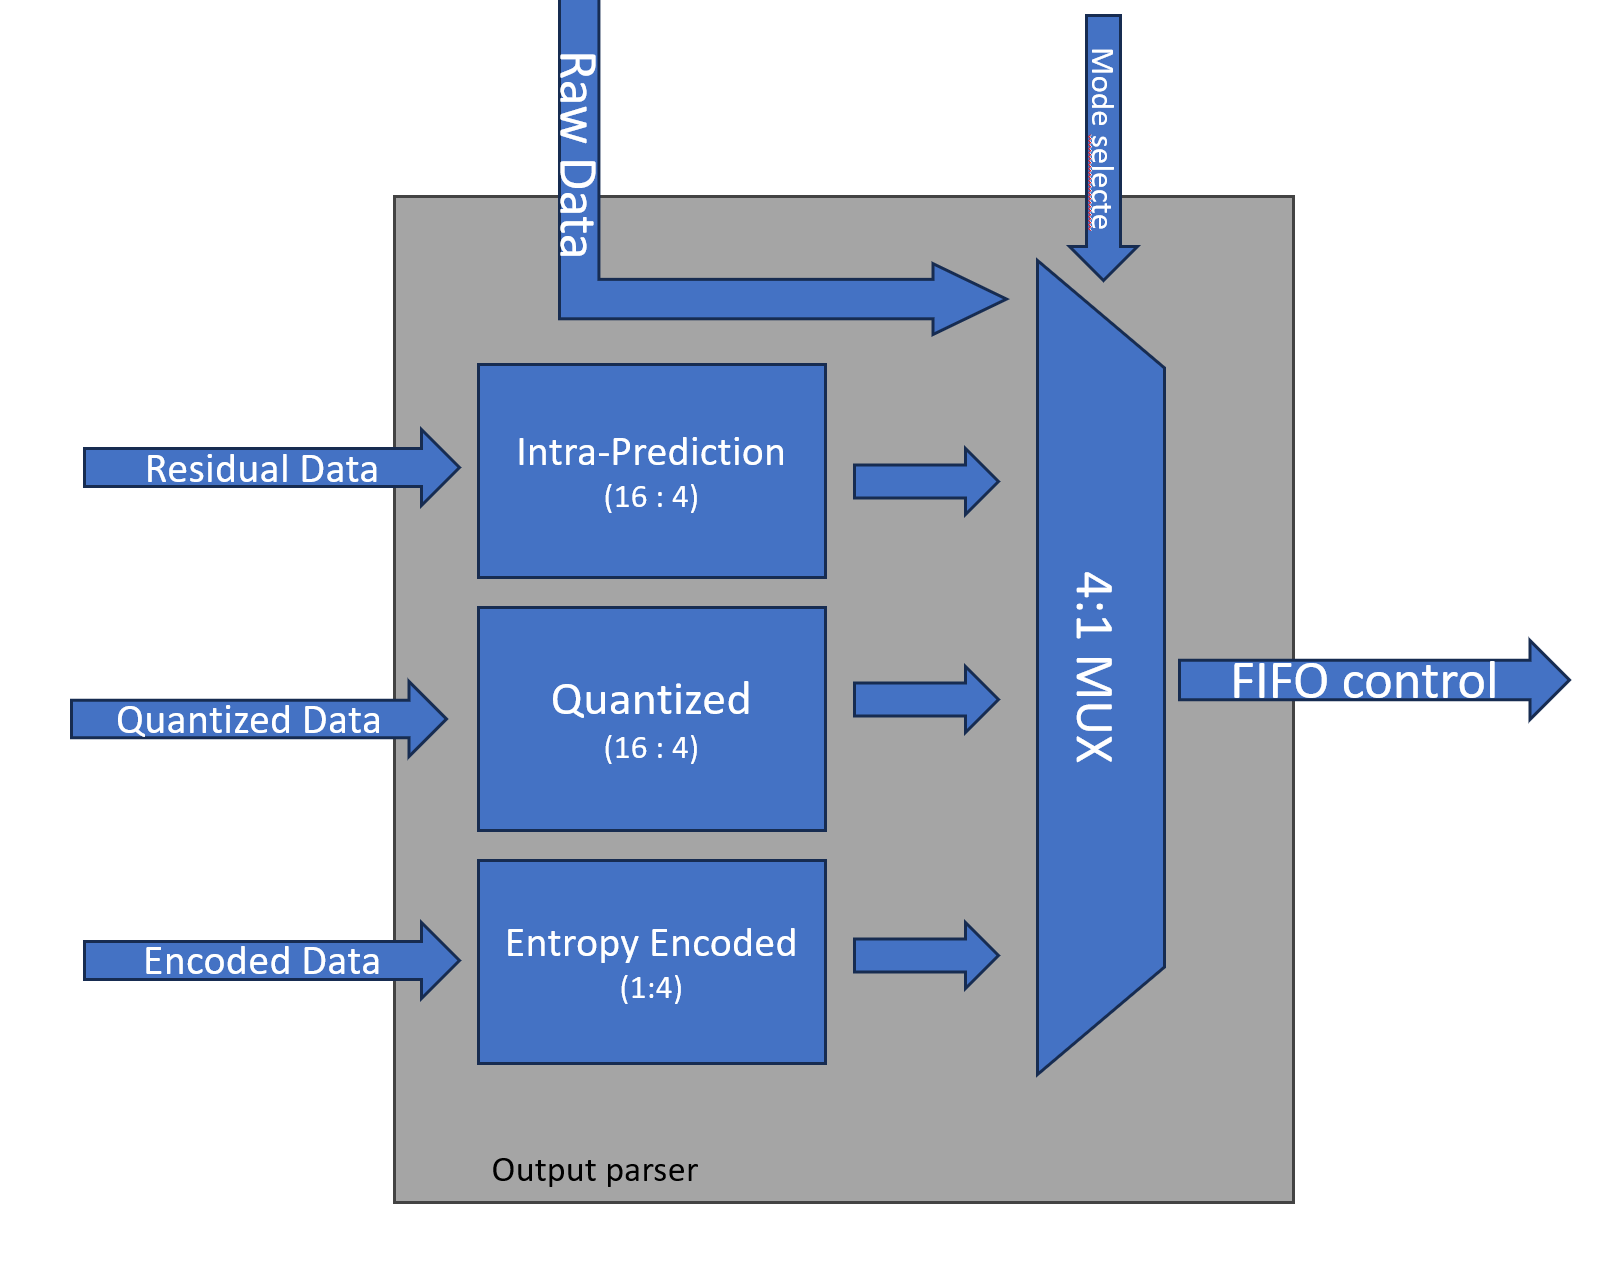 Raw Data
Mode selecte
Residual Data
Intra-Prediction
(16 : 4)
Quantized Data
Quantized
(16 : 4)
4:1 MUX
FIFO control
Encoded Data
Entropy Encoded
(1:4)
Output parser